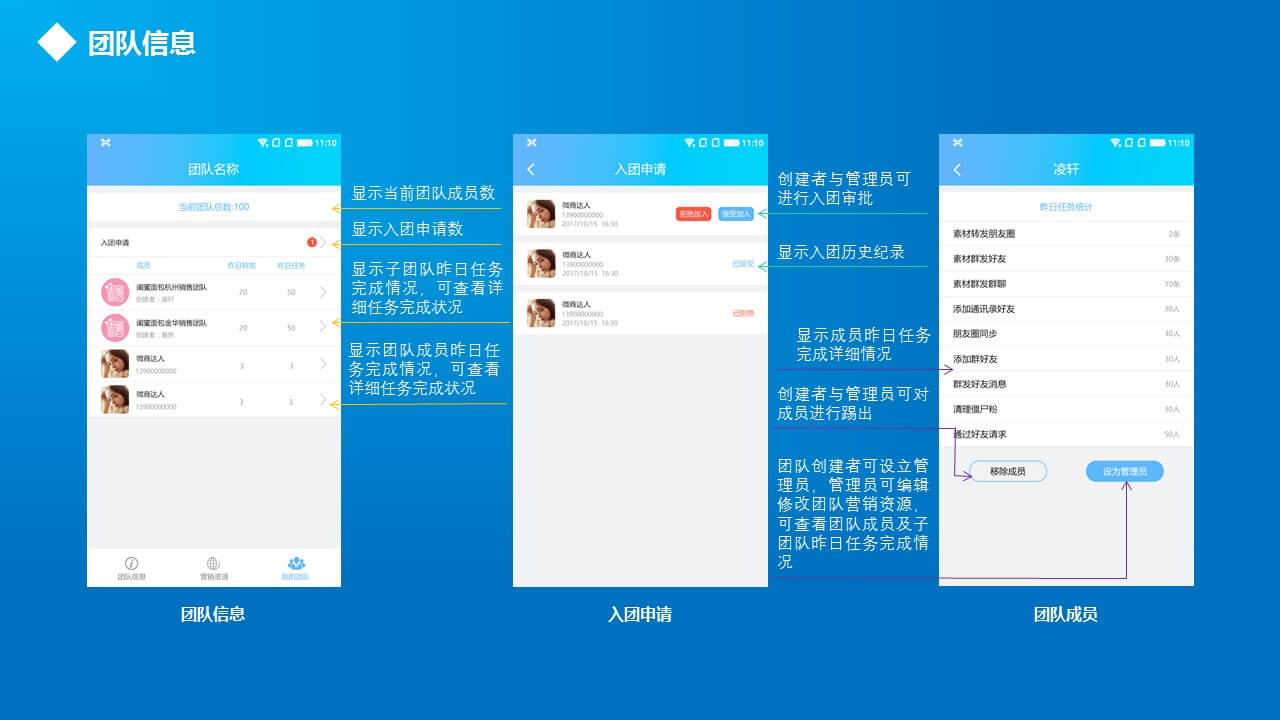 团队信息
11:10
团队名称
当前团队总数:100
入团申请
1
成员 昨日转发 昨日任务
闺蜜面包杭州销售团队
创建者：凌轩
20 50
闺蜜面包金华销售团队
20 50
微商达人
13900000000
3 3
微商达人
13900000000
3 3
团队信息 营销资源 我的团队
团队信息
显示当前团队成员数
显示入团申请数
显示子团队昨日任务
完成情况，可查看详
细任务完成状况
显示团队成员昨日任
务完成情况，可查看
详细任务完成状况
11:10
入团申请
微商达人
13900000000
2017/10/15 16:30
拒绝加入 接受加入
微商达人
13900000000
2017/10/15 16:30
已接受
微商达人
13900000000
2017/10/15 16:30
已拒绝
入团申请
创建者与管理员可
进行入团审批
显示入团历史纪录
显示成员昨日任务
完成详细情况
创建者与管理员可对
成员进行踢出
团队创建者可设立管
理员，管理员可编辑
修改团队营销资源，
可查看团队成员及子
团队昨日任务完成情
况
11:10
凌轩
昨日任务统计
素材转发朋友圈 2条
素材群发好友 30条
素材群发群聊 10条
添加通讯录好友 30人
朋友圈同步 30人
添加群好友 30人
群发好友消息 30人
清理僵尸粉 30人
通过好友请求 50人
移除成员 设为管理员
团队成员